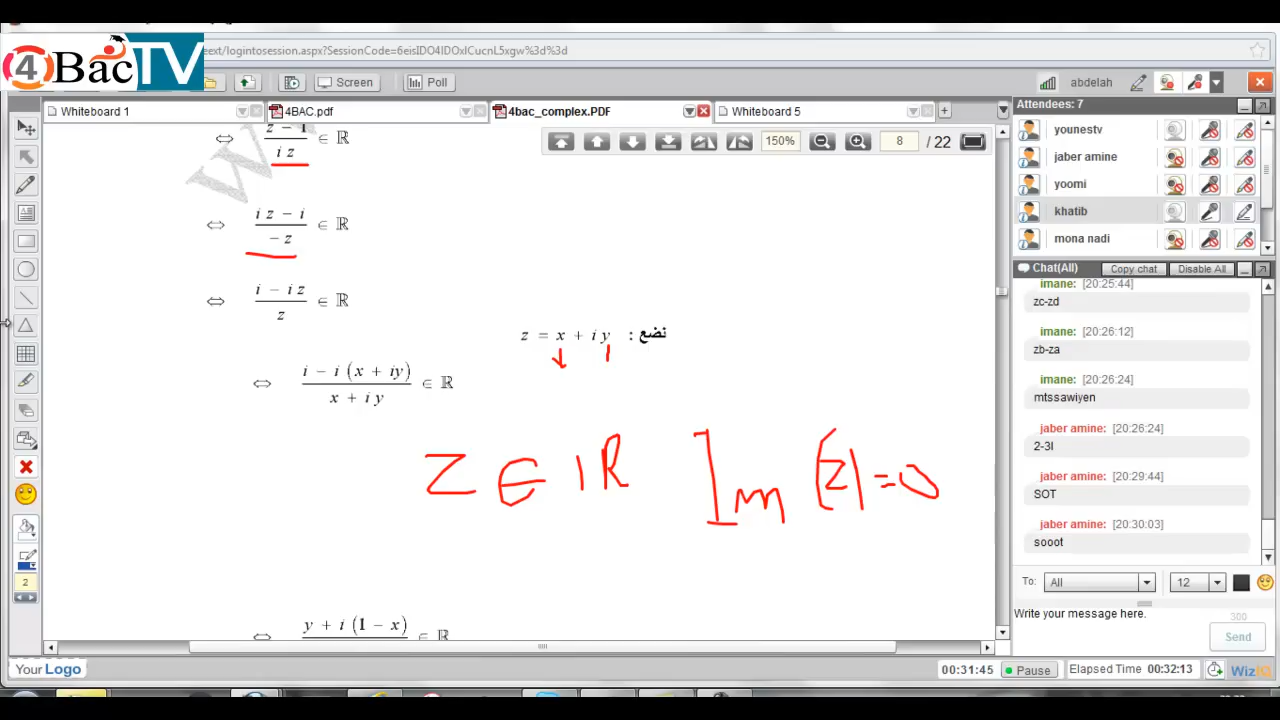 4BacTV
eext/logintosession.aspx?SessionCode=6eisIDO4IDOxICucnL5xgw%3d%3d
Screen
Poll
abdelah
Whiteboard 1
4BAC.pdf
4bac_complex.PDF
Whiteboard 5
Attendees: 7
150%
8 / 22
younestv
jaber amine
yoomi
khatib
mona nadi
⇔ z − 1 / i z ∈ ℝ
W
⇔ i z − i / − z ∈ ℝ
⇔ i − i z / z ∈ ℝ
نضع : z = x + i y
⇔ i − i (x + iy) / x + i y ∈ ℝ
Z ∈ IR Im (z) = 0
⇔ y + i (1 − x) ∈ ℝ
Chat(All)
Copy chat
Disable All
imane: [20:25:44]
zc-zd
imane: [20:26:12]
zb-za
imane: [20:26:24]
mtssawiyen
jaber amine: [20:26:24]
2-3I
jaber amine: [20:29:44]
SOT
jaber amine: [20:30:03]
sooot
To: All 12
Write your message here.
300
Send
2
Your Logo
00:31:45
Pause
Elapsed Time 00:32:13
WizIQ